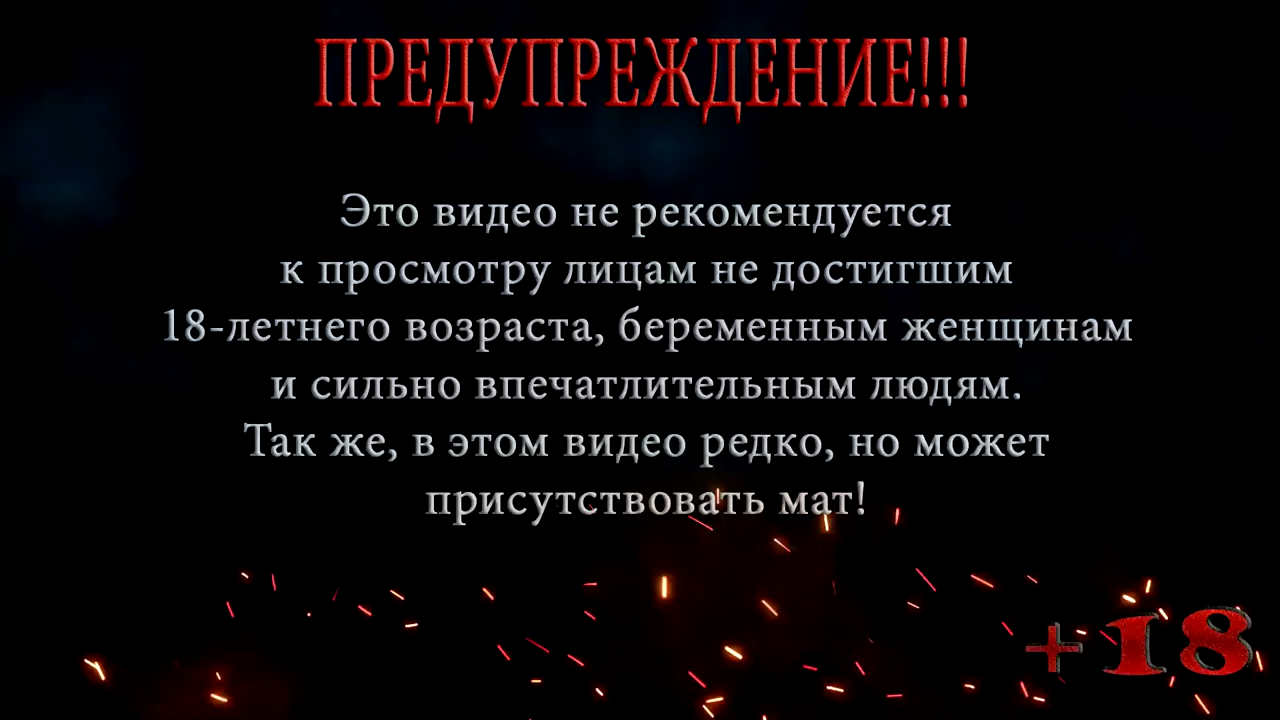 ПРЕДУПРЕЖДЕНИЕ!!!
Это видео не рекомендуется
к просмотру лицам не достигшим
18-летнего возраста, беременным женщинам
и сильно впечатлительным людям.
Так же, в этом видео редко, но может
присутствовать мат!
+18